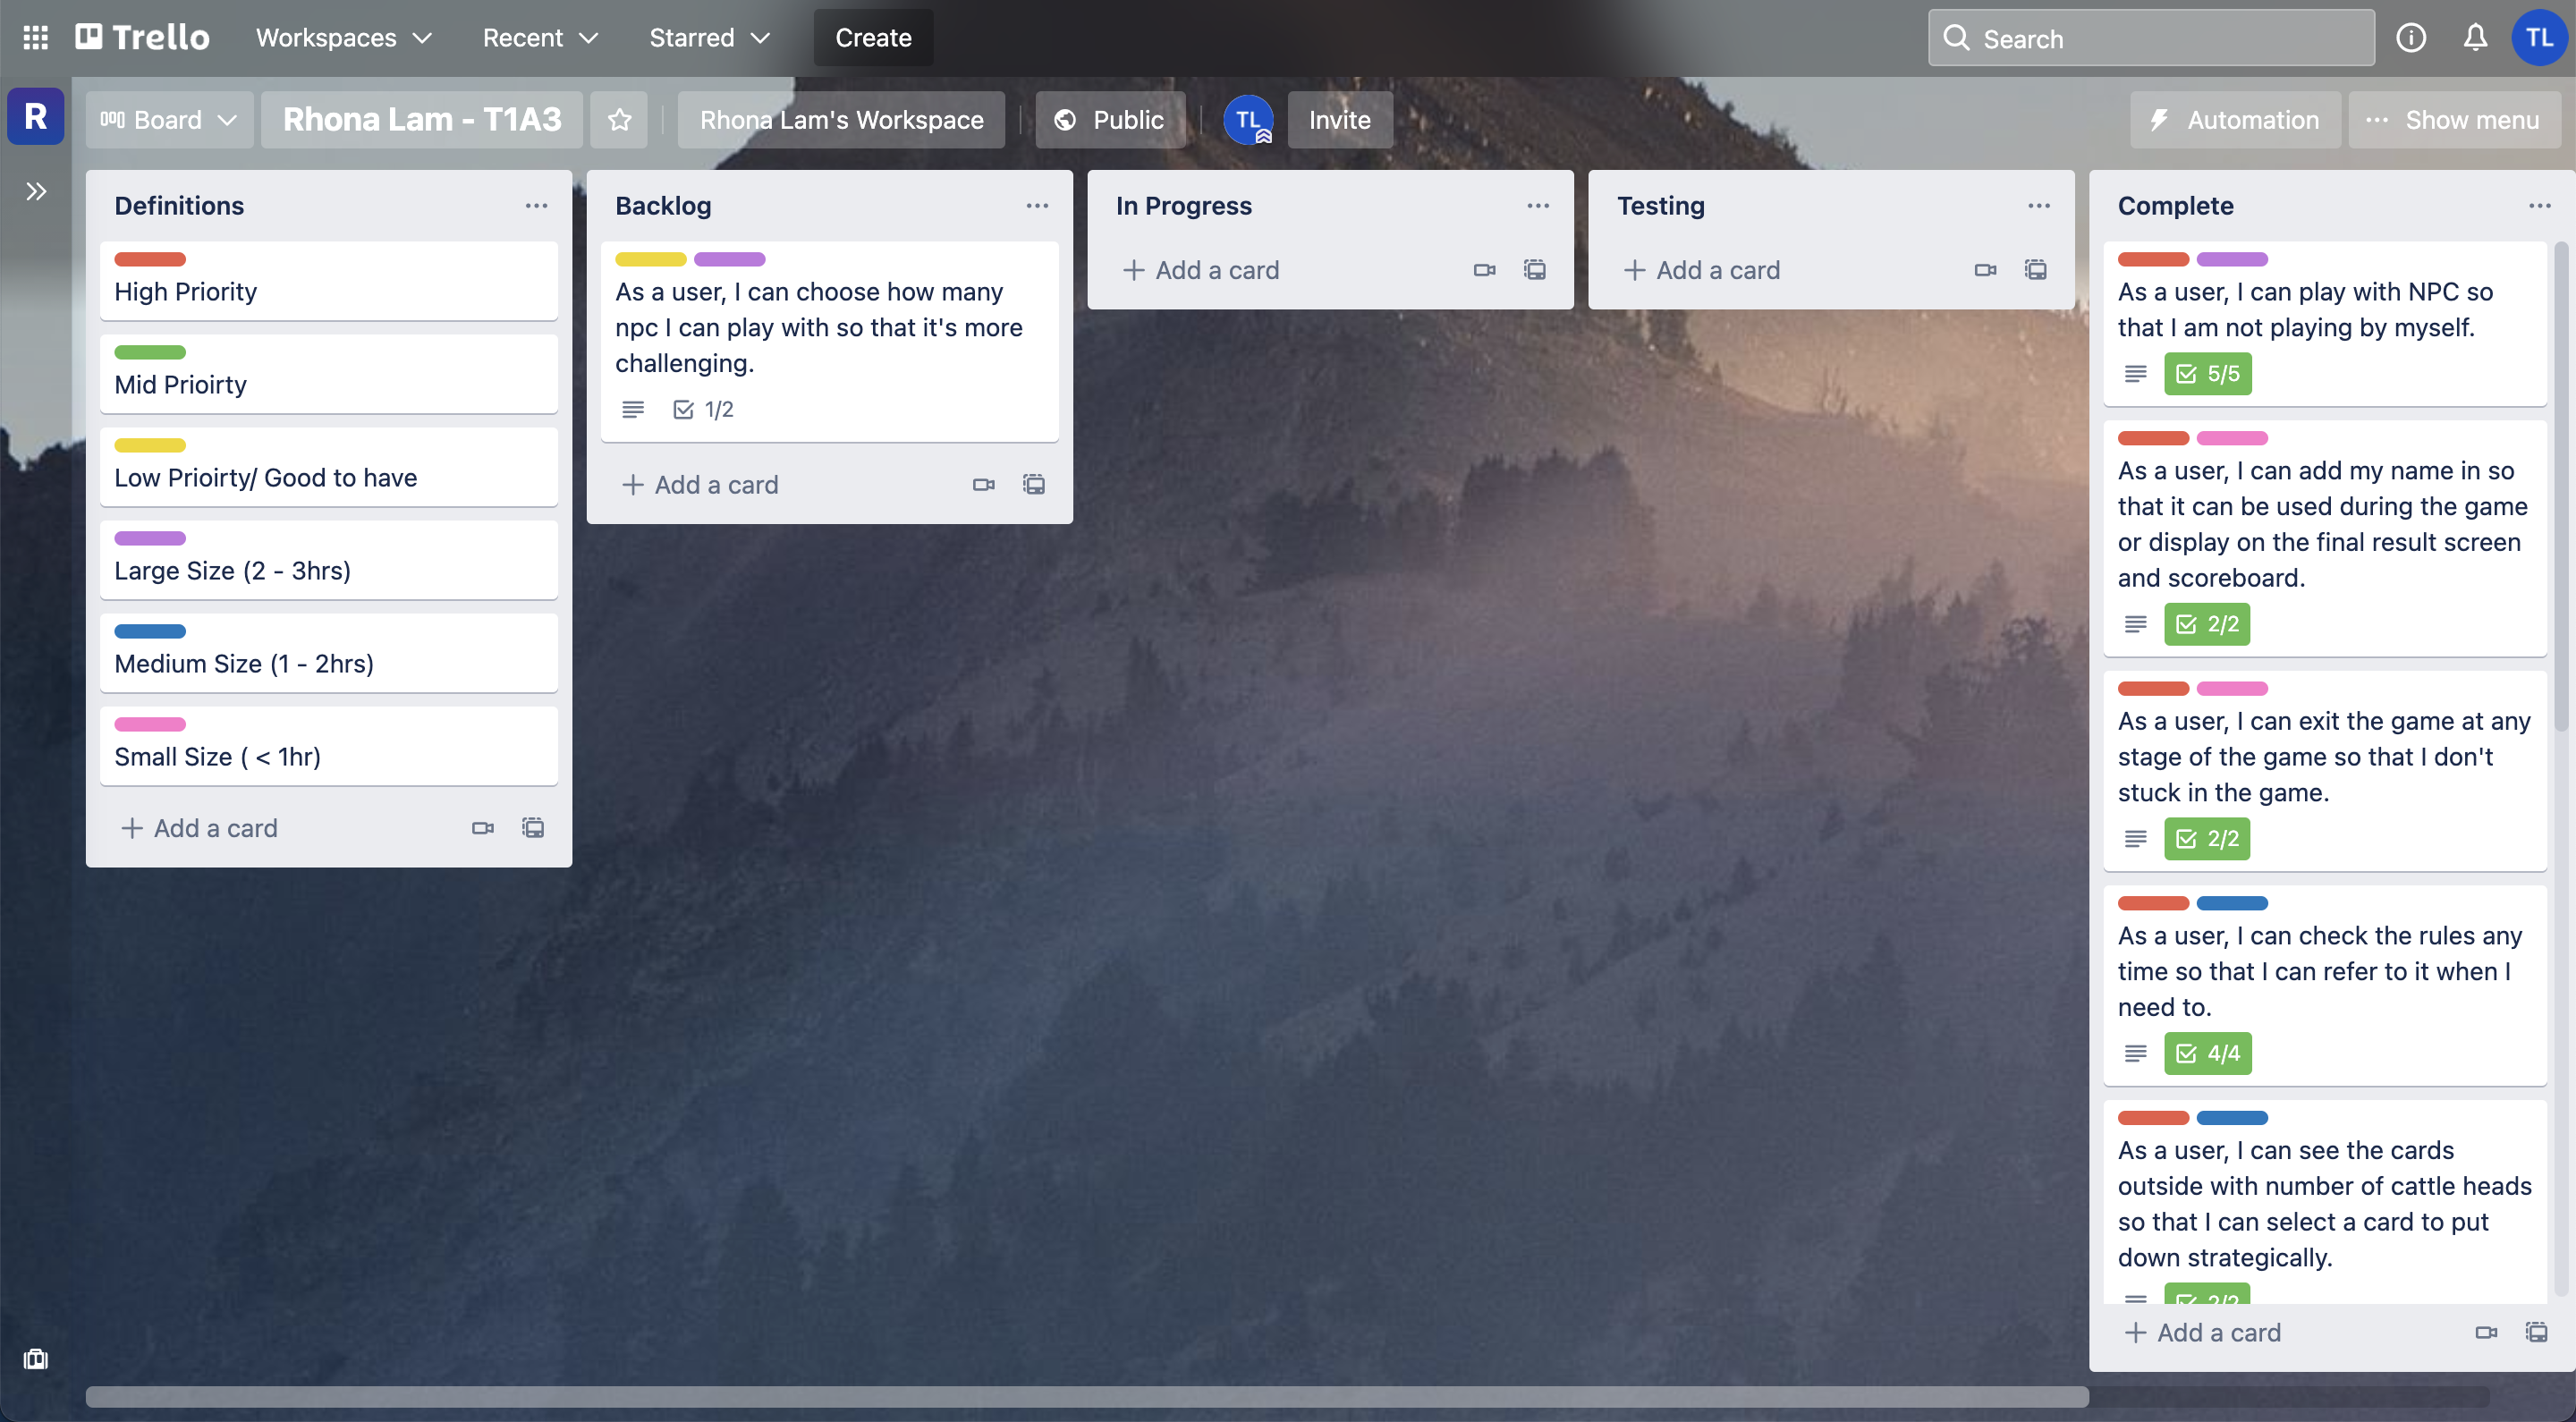 Trello
Workspaces
Recent
Starred
Create
Search
TL
R
Board
Rhona Lam - T1A3
Rhona Lam's Workspace
Public
TL
Invite
Automation
Show menu
Definitions
High Priority
Mid Prioirty
Low Prioirty/ Good to have
Large Size (2 - 3hrs)
Medium Size (1 - 2hrs)
Small Size ( < 1hr)
Add a card
Backlog
As a user, I can choose how many
npc I can play with so that it's more
challenging.
1/2
Add a card
In Progress
Add a card
Testing
Add a card
Complete
As a user, I can play with NPC so
that I am not playing by myself.
5/5
As a user, I can add my name in so
that it can be used during the game
or display on the final result screen
and scoreboard.
2/2
As a user, I can exit the game at any
stage of the game so that I don't
stuck in the game.
2/2
As a user, I can check the rules any
time so that I can refer to it when I
need to.
4/4
As a user, I can see the cards
outside with number of cattle heads
so that I can select a card to put
down strategically.
Add a card